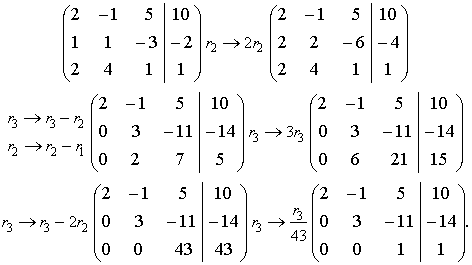 (2 −1 5 | 10; 1 1 −3 | −2; 2 4 1 | 1) r₂ → 2r₂ (2 −1 5 | 10; 2 2 −6 | −4; 2 4 1 | 1)
r₃ → r₃ − r₂ r₂ → r₂ − r₁ (2 −1 5 | 10; 0 3 −11 | −14; 0 2 7 | 5) r₃ → 3r₃ (2 −1 5 | 10; 0 3 −11 | −14; 0 6 21 | 15)
r₃ → r₃ − 2r₂ (2 −1 5 | 10; 0 3 −11 | −14; 0 0 43 | 43) r₃ → r₃/43 (2 −1 5 | 10; 0 3 −11 | −14; 0 0 1 | 1).